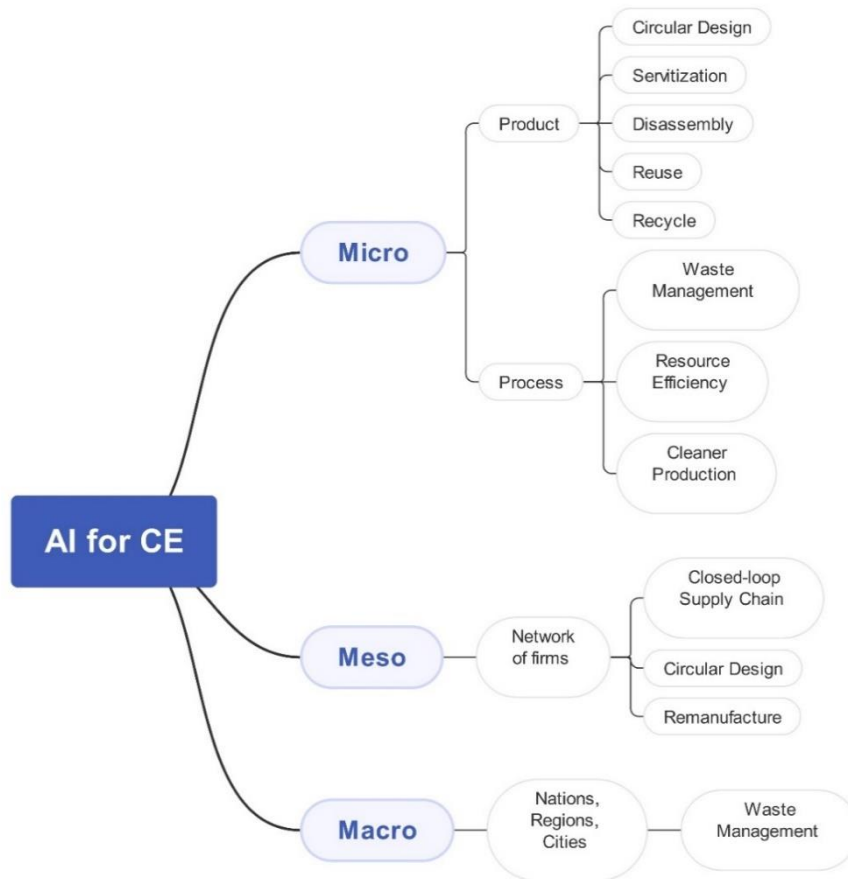 Circular Design
Servitization
Product
Disassembly
Reuse
Recycle
Micro
Waste
Management
Process
Resource
Efficiency
Cleaner
Production
AI for CE
Meso
Network
of firms
Closed-loop
Supply Chain
Circular Design
Remanufacture
Macro
Nations,
Regions,
Cities
Waste
Management